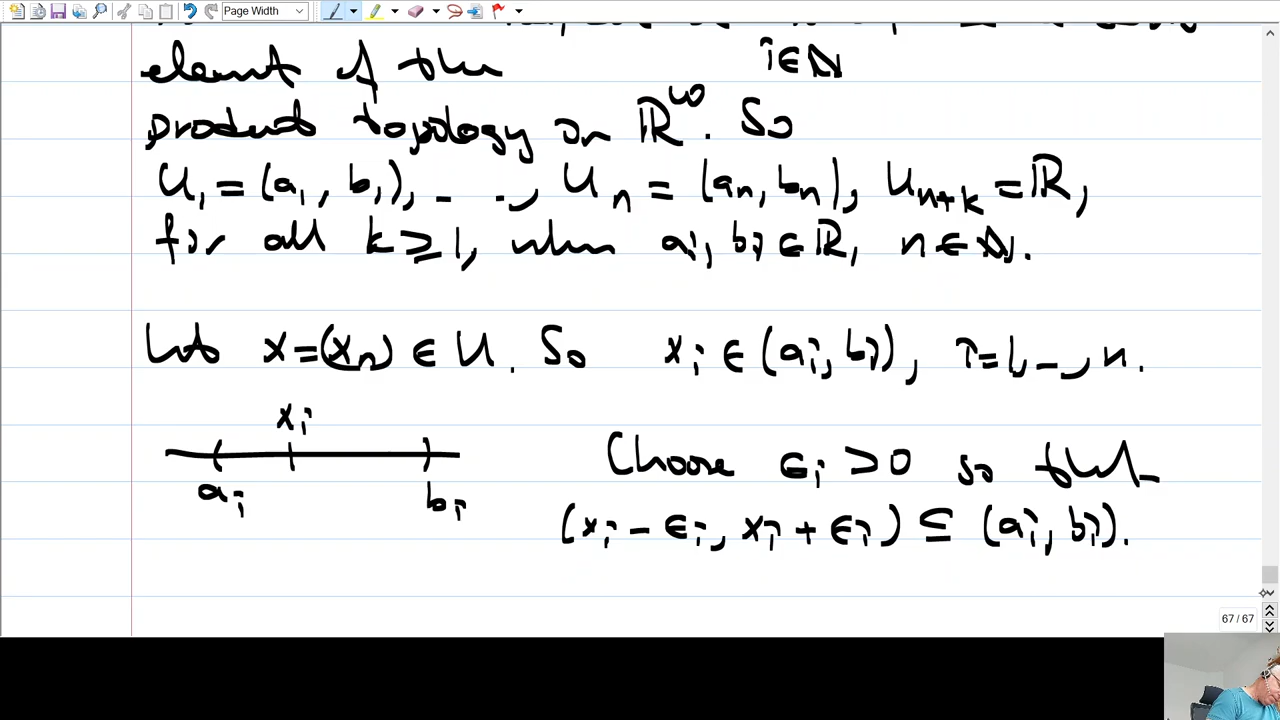 Page Width
element of the i∈ℕ
product topology on ℝ^ω. So
U₁ = (a₁, b₁), ..., Uₙ = (aₙ, bₙ), Uₙ₊ₖ = ℝ,
for all k ≥ 1, when aᵢ, bᵢ ∈ ℝ, n ∈ ℕ.
Let x = (xₙ) ∈ U. So xᵢ ∈ (aᵢ, bᵢ), i = 1, ..., n.
xᵢ
Choose ϵᵢ > 0 so that
aᵢ bᵢ
(xᵢ − ϵᵢ, xᵢ + ϵᵢ) ⊆ (aᵢ, bᵢ).
67 / 67